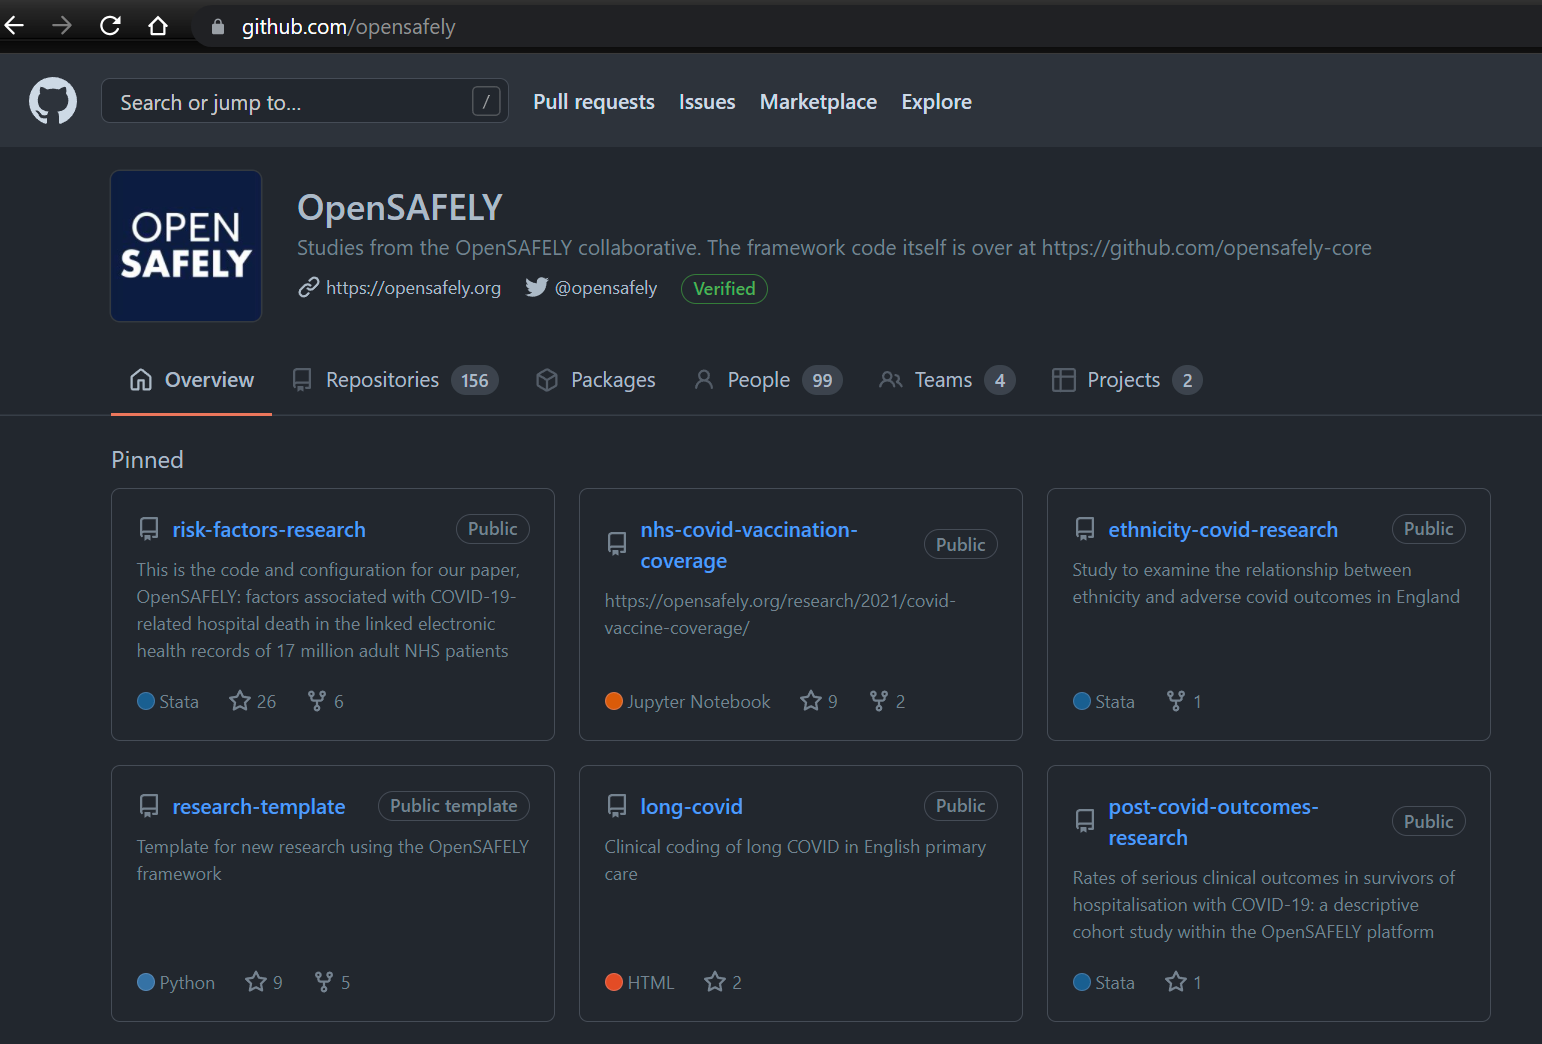 github.com/opensafely
Search or jump to...
/
Pull requests
Issues
Marketplace
Explore
OPEN
SAFELY
OpenSAFELY
Studies from the OpenSAFELY collaborative. The framework code itself is over at https://github.com/opensafely-core
https://opensafely.org
@opensafely
Verified
Overview
Repositories 156
Packages
People 99
Teams 4
Projects 2
Pinned
risk-factors-research
Public
This is the code and configuration for our paper,
OpenSAFELY: factors associated with COVID-19-
related hospital death in the linked electronic
health records of 17 million adult NHS patients
Stata 26 6
nhs-covid-vaccination-
coverage
Public
https://opensafely.org/research/2021/covid-
vaccine-coverage/
Jupyter Notebook 9 2
ethnicity-covid-research
Public
Study to examine the relationship between
ethnicity and adverse covid outcomes in England
Stata 1
research-template
Public template
Template for new research using the OpenSAFELY
framework
Python 9 5
long-covid
Public
Clinical coding of long COVID in English primary
care
HTML 2
post-covid-outcomes-
research
Public
Rates of serious clinical outcomes in survivors of
hospitalisation with COVID-19: a descriptive
cohort study within the OpenSAFELY platform
Stata 1